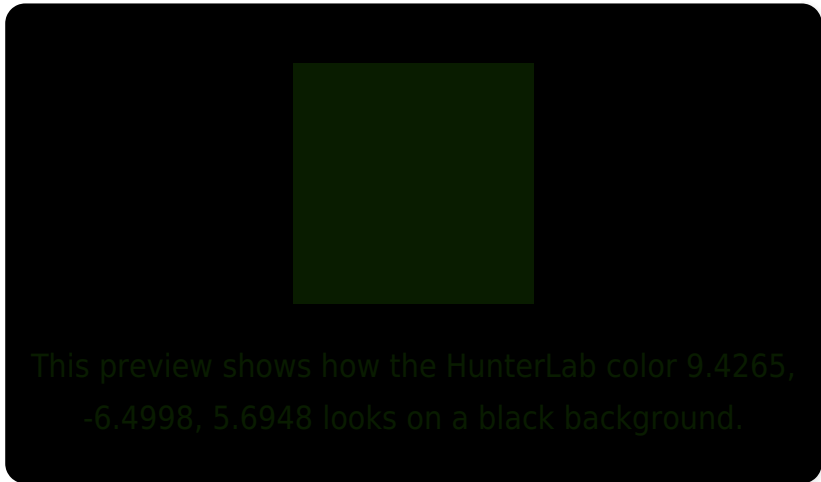 This preview shows how the HunterLab color 9.4265,
-6.4998, 5.6948 looks on a black background.